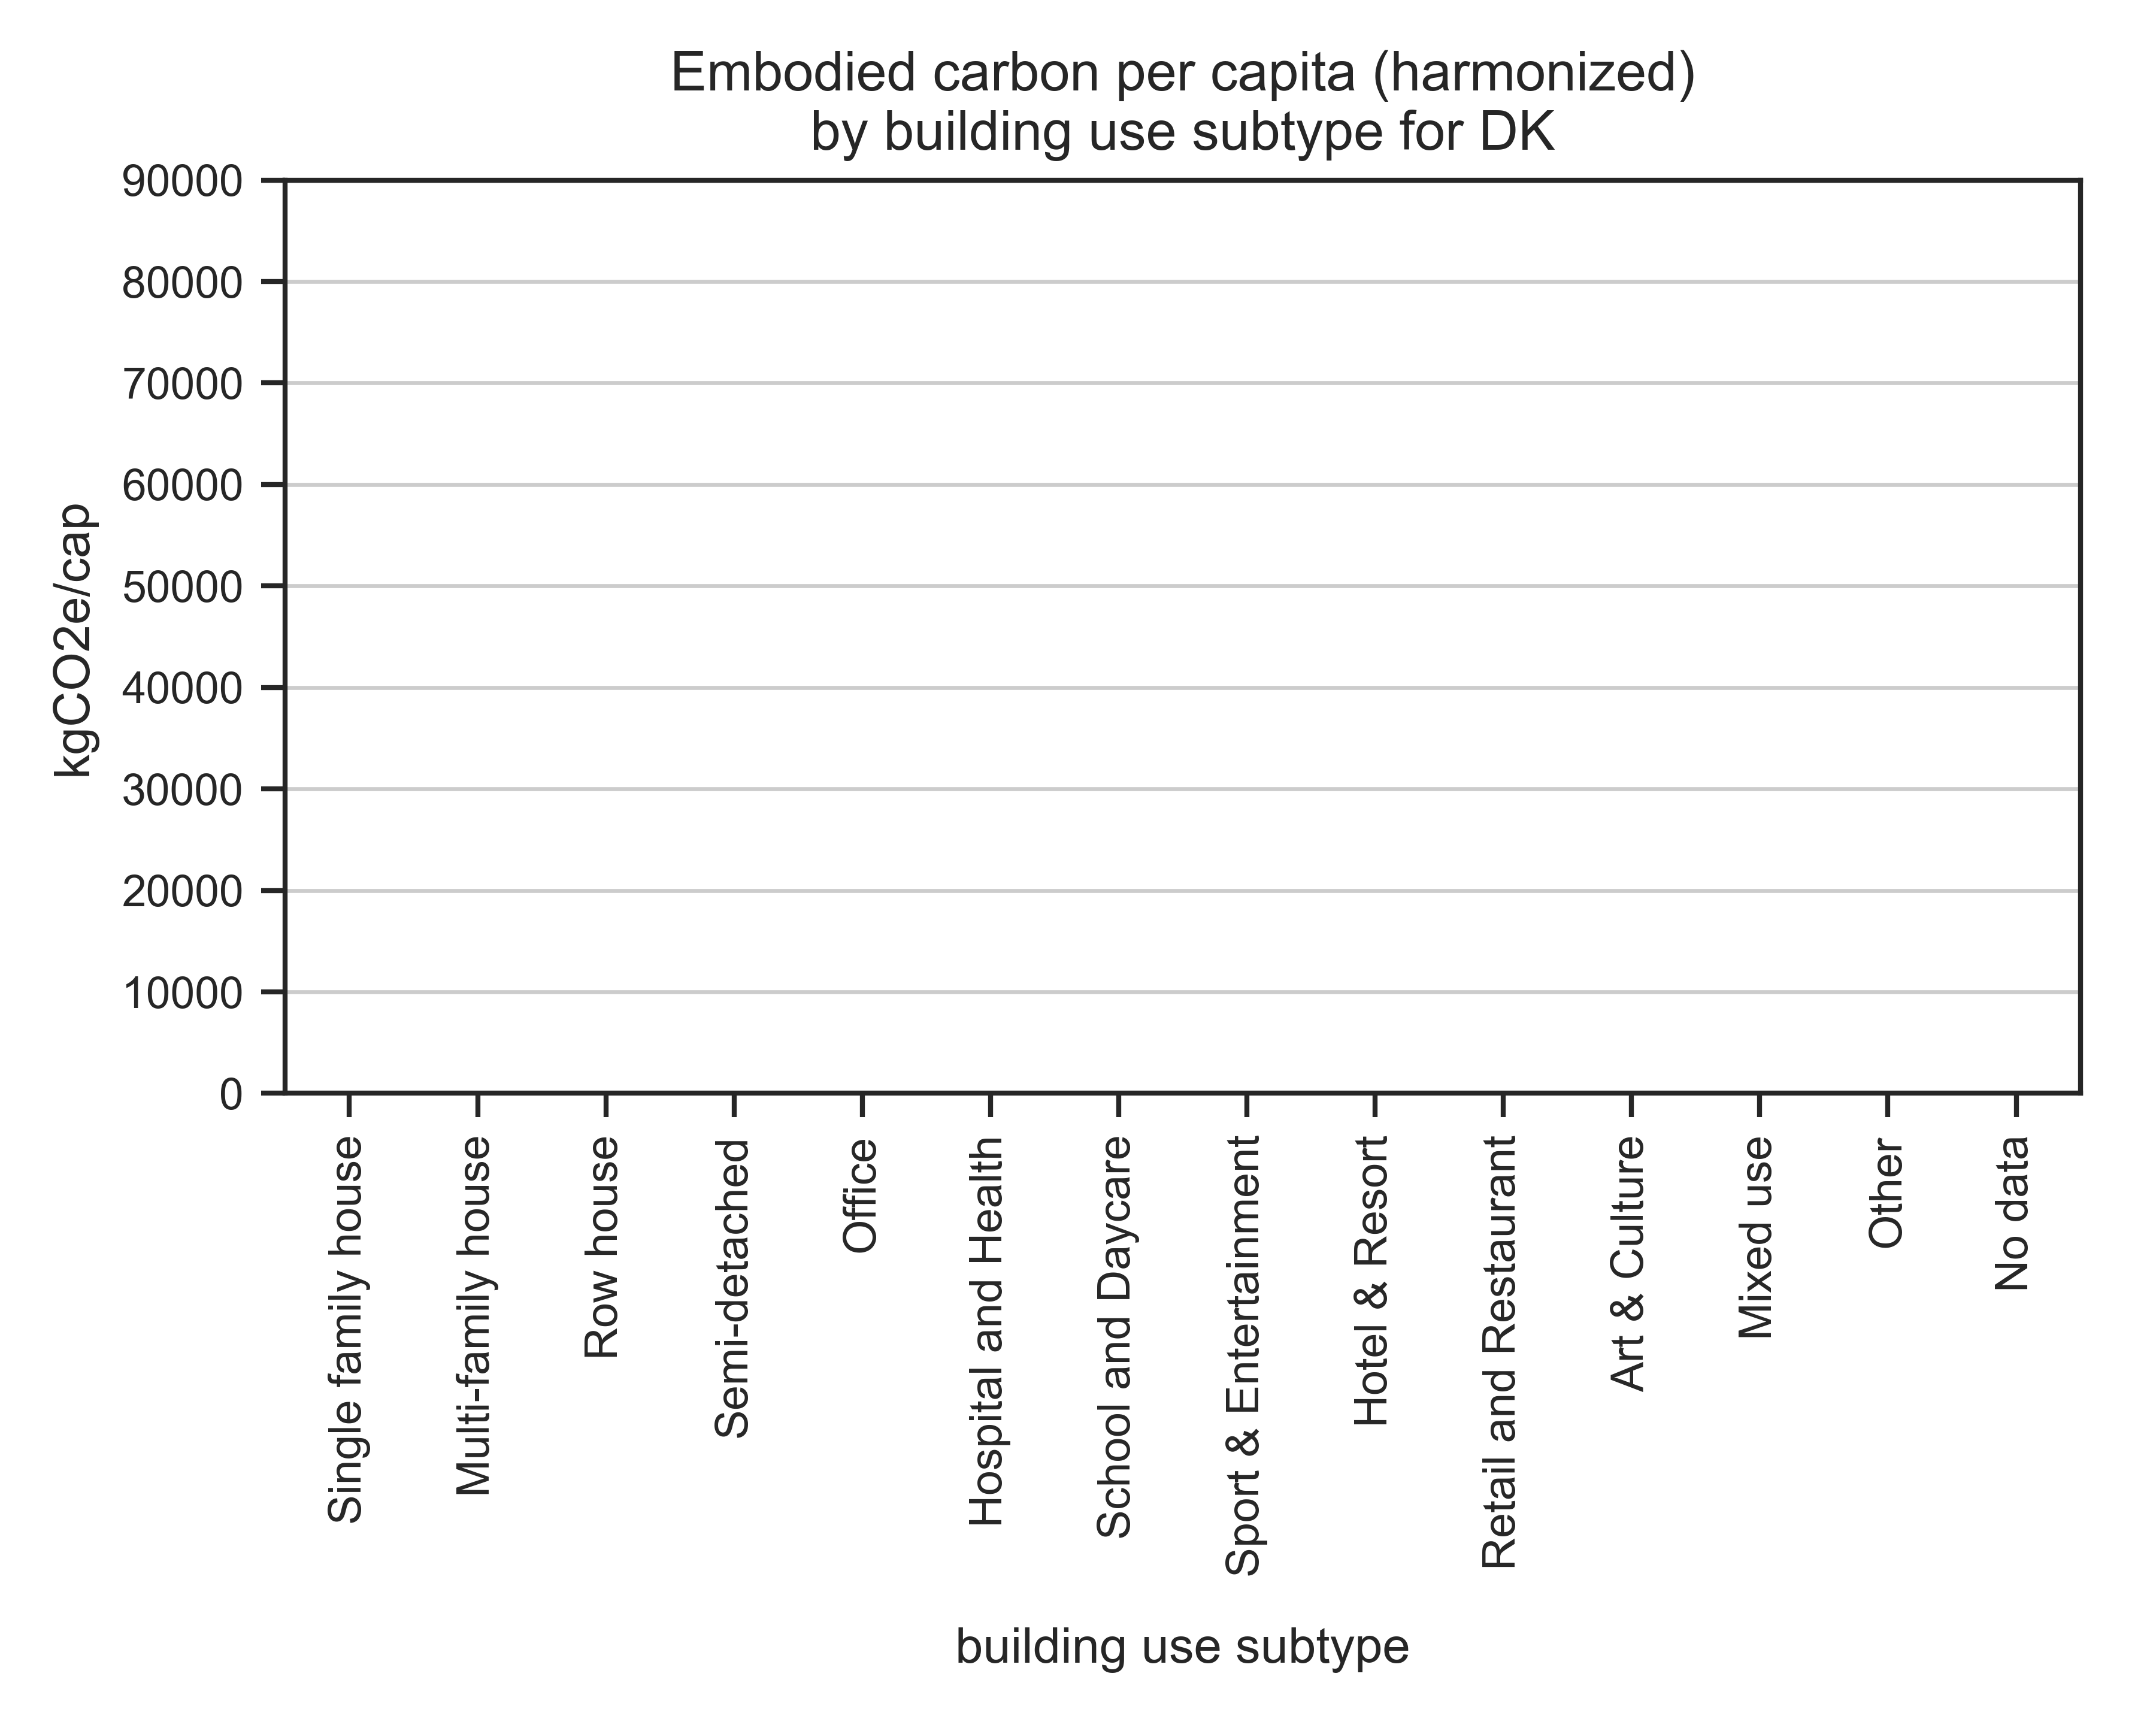 Embodied carbon per capita (harmonized)
by building use subtype for DK
90000
80000
70000
60000
50000
40000
30000
20000
10000
0
kgCO2e/cap
Single family house
Multi-family house
Row house
Semi-detached
Office
Hospital and Health
School and Daycare
Sport & Entertainment
Hotel & Resort
Retail and Restaurant
Art & Culture
Mixed use
Other
No data
building use subtype